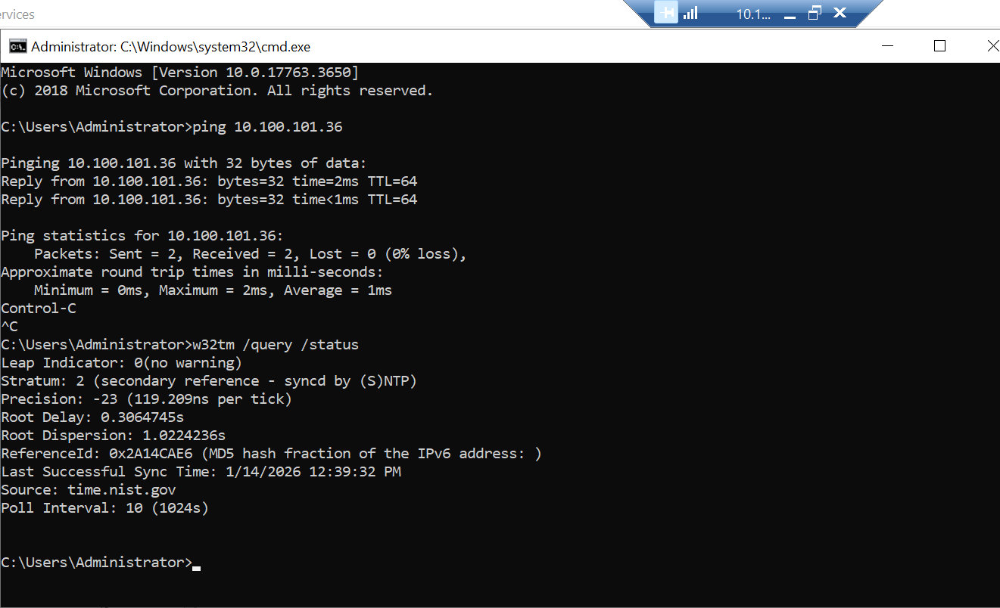 ervices
10.1...
Administrator: C:\Windows\system32\cmd.exe
Microsoft Windows [Version 10.0.17763.3650]
(c) 2018 Microsoft Corporation. All rights reserved.
C:\Users\Administrator>ping 10.100.101.36
Pinging 10.100.101.36 with 32 bytes of data:
Reply from 10.100.101.36: bytes=32 time=2ms TTL=64
Reply from 10.100.101.36: bytes=32 time<1ms TTL=64
Ping statistics for 10.100.101.36:
    Packets: Sent = 2, Received = 2, Lost = 0 (0% loss),
Approximate round trip times in milli-seconds:
    Minimum = 0ms, Maximum = 2ms, Average = 1ms
Control-C
^C
C:\Users\Administrator>w32tm /query /status
Leap Indicator: 0(no warning)
Stratum: 2 (secondary reference - syncd by (S)NTP)
Precision: -23 (119.209ns per tick)
Root Delay: 0.3064745s
Root Dispersion: 1.0224236s
ReferenceId: 0x2A14CAE6 (MD5 hash fraction of the IPv6 address: )
Last Successful Sync Time: 1/14/2026 12:39:32 PM
Source: time.nist.gov
Poll Interval: 10 (1024s)
C:\Users\Administrator>